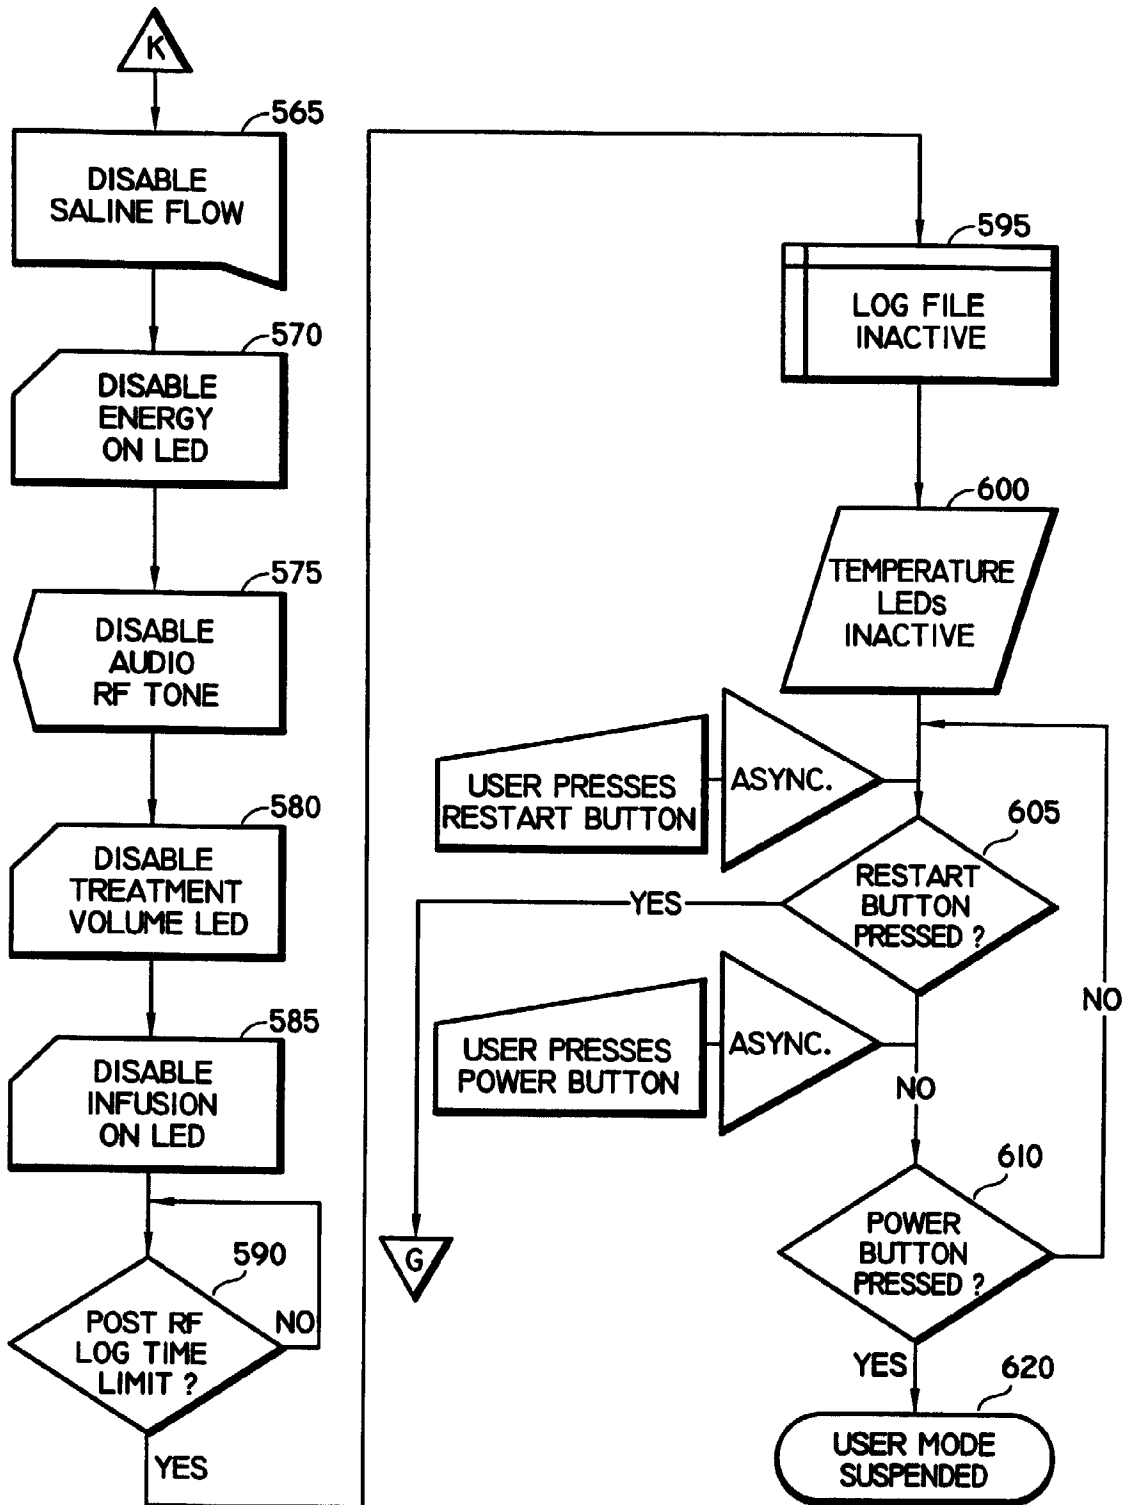 K
565
DISABLE
SALINE FLOW
570
DISABLE
ENERGY
ON LED
575
DISABLE
AUDIO
RF TONE
580
DISABLE
TREATMENT
VOLUME LED
585
DISABLE
INFUSION
ON LED
590
POST RF
LOG TIME
LIMIT ?
NO
YES
595
LOG FILE
INACTIVE
600
TEMPERATURE
LEDs
INACTIVE
USER PRESSES
RESTART BUTTON
ASYNC.
605
RESTART
BUTTON
PRESSED ?
YES
G
USER PRESSES
POWER BUTTON
ASYNC.
NO
NO
610
POWER
BUTTON
PRESSED ?
YES
620
USER MODE
SUSPENDED